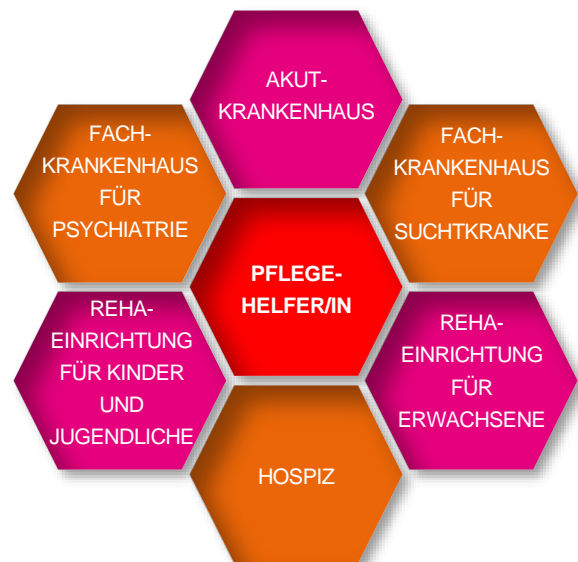 AKUT-
KRANKENHAUS
FACH-
KRANKENHAUS
FÜR
PSYCHIATRIE
FACH-
KRANKENHAUS
FÜR
SUCHTKRANKE
PFLEGE-
HELFER/IN
REHA-
EINRICHTUNG
FÜR KINDER
UND
JUGENDLICHE
REHA-
EINRICHTUNG
FÜR
ERWACHSENE
HOSPIZ